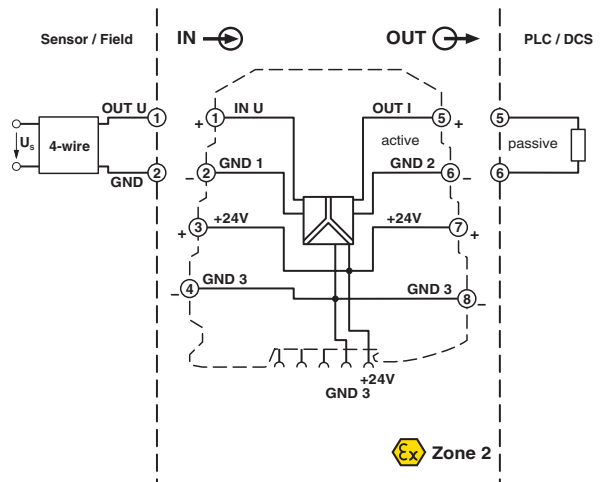 Sensor / Field
IN
OUT
PLC / DCS
OUT U
1
1
IN U
OUT I
5
5
+
+
Us
4-wire
active
passive
GND
2
2
GND 1
GND 2
6
6
–
–
3
+24V
+24V
7
+
+
4
GND 3
GND 3
8
–
–
+24V
GND 3
Ex
Zone 2